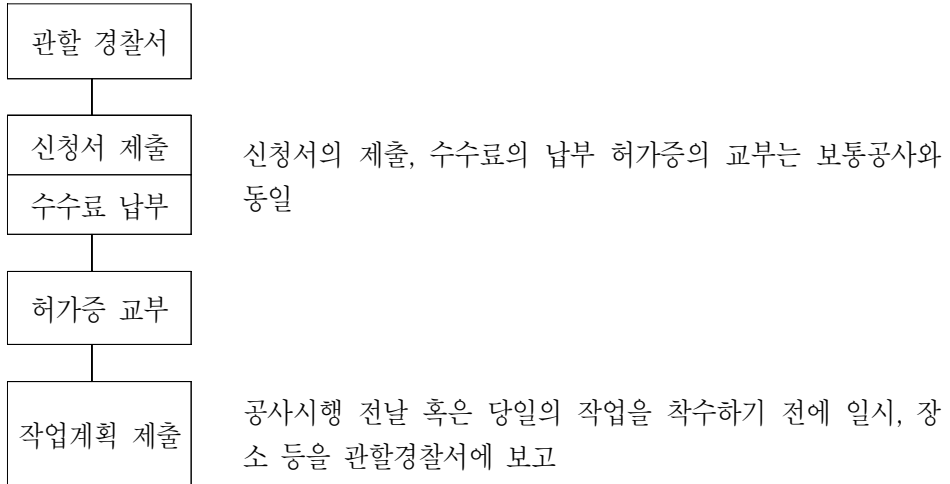 관할 경찰서
신청서 제출
신청서의 제출, 수수료의 납부 허가증의 교부는 보통공사와
동일
수수료 납부
허가증 교부
작업계획 제출
공사시행 전날 혹은 당일의 작업을 착수하기 전에 일시, 장
소 등을 관할경찰서에 보고